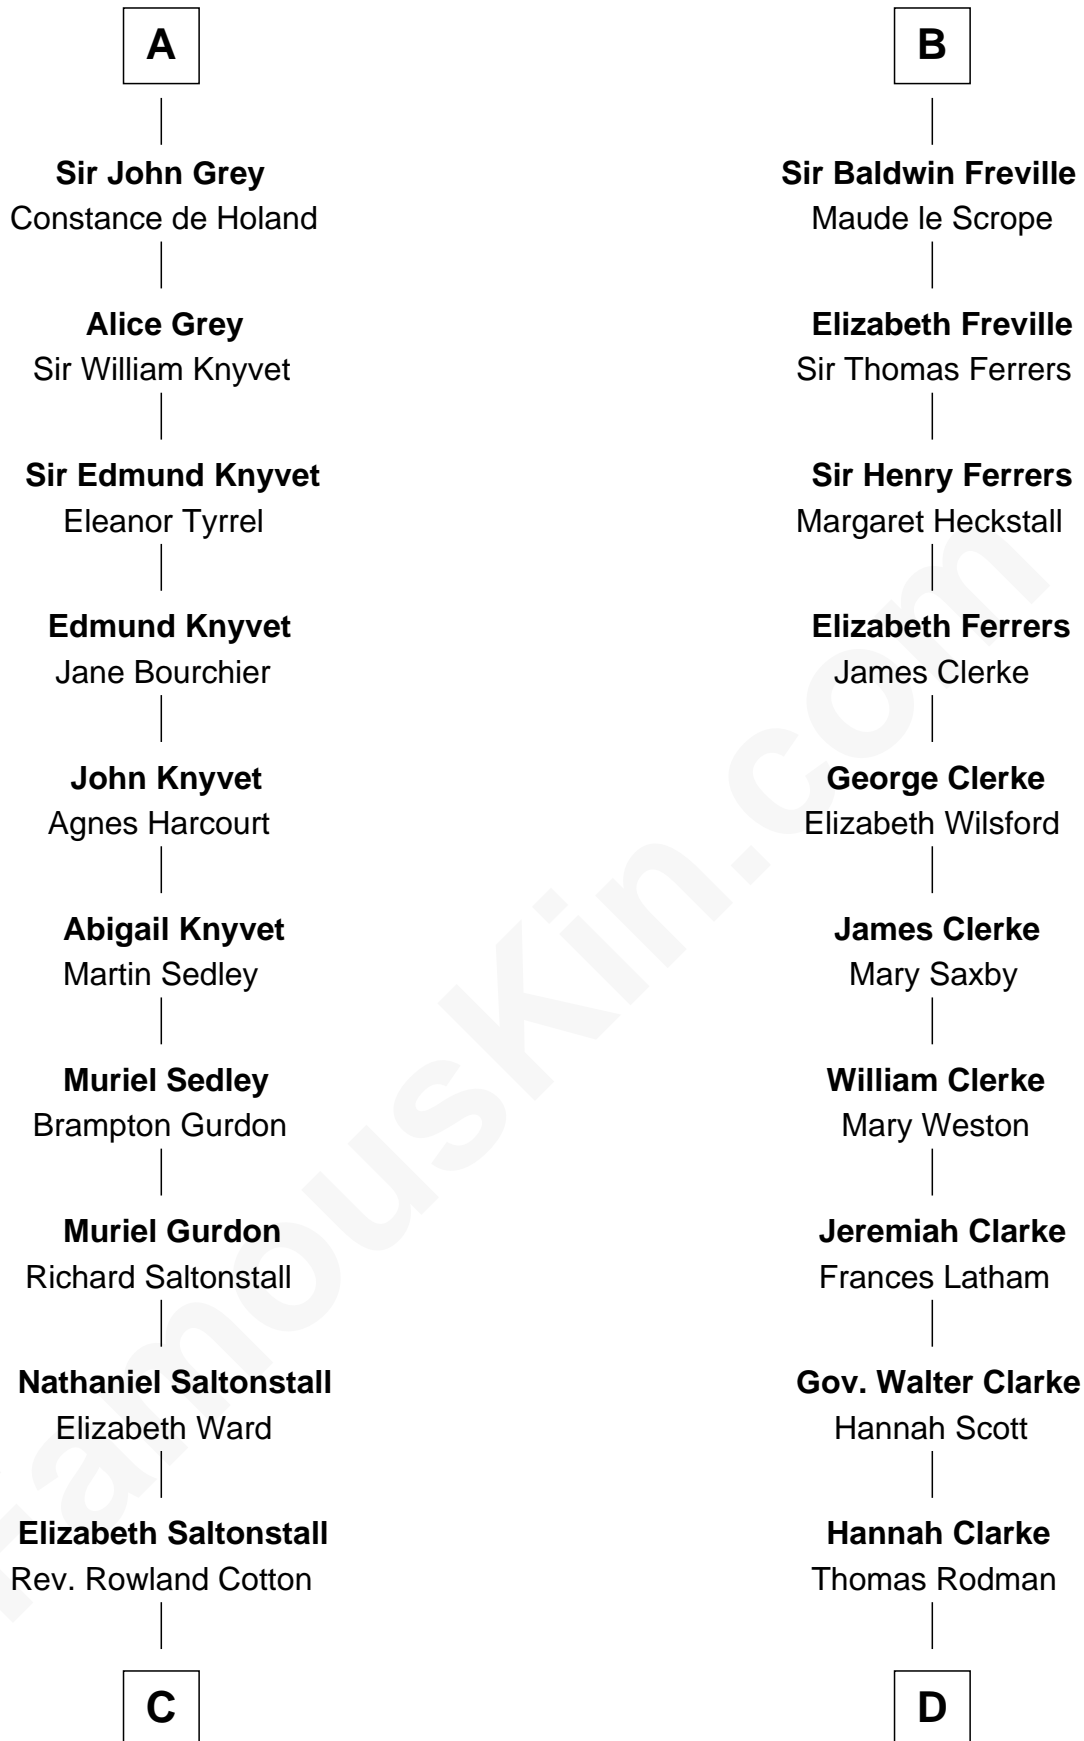 A
Sir John Grey
Constance de Holand
Alice Grey
Sir William Knyvet
Sir Edmund Knyvet
Eleanor Tyrrel
Edmund Knyvet
Jane Bourchier
John Knyvet
Agnes Harcourt
Abigail Knyvet
Martin Sedley
Muriel Sedley
Brampton Gurdon
Muriel Gurdon
Richard Saltonstall
Nathaniel Saltonstall
Elizabeth Ward
Elizabeth Saltonstall
Rev. Rowland Cotton
C
B
Sir Baldwin Freville
Maude le Scrope
Elizabeth Freville
Sir Thomas Ferrers
Sir Henry Ferrers
Margaret Heckstall
Elizabeth Ferrers
James Clerke
George Clerke
Elizabeth Wilsford
James Clerke
Mary Saxby
William Clerke
Mary Weston
Jeremiah Clarke
Frances Latham
Gov. Walter Clarke
Hannah Scott
Hannah Clarke
Thomas Rodman
D
FamousKin.com